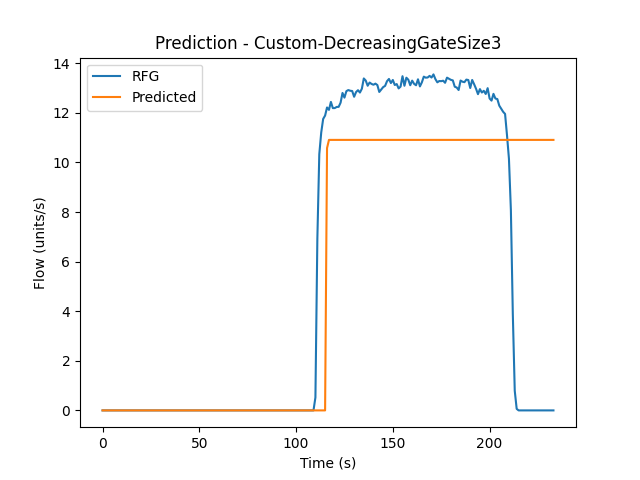 Prediction - Custom-DecreasingGateSize3
RFG
Predicted
14
12
10
8
6
4
2
0
Flow (units/s)
0 50 100 150 200
Time (s)